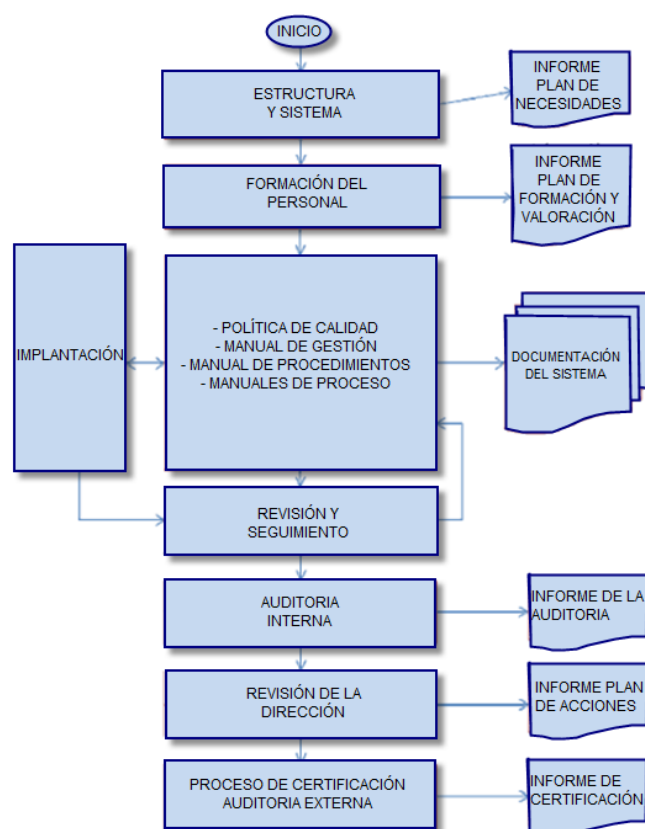 INICIO
ESTRUCTURA
Y SISTEMA
INFORME
PLAN DE
NECESIDADES
FORMACIÓN DEL
PERSONAL
INFORME
PLAN DE
FORMACIÓN Y
VALORACIÓN
IMPLANTACIÓN
- POLÍTICA DE CALIDAD
- MANUAL DE GESTIÓN
- MANUAL DE PROCEDIMIENTOS
- MANUALES DE PROCESO
DOCUMENTACIÓN
DEL SISTEMA
REVISIÓN Y
SEGUIMIENTO
AUDITORIA
INTERNA
INFORME DE LA
AUDITORIA
REVISIÓN DE LA
DIRECCIÓN
INFORME PLAN
DE ACCIONES
PROCESO DE CERTIFICACIÓN
AUDITORIA EXTERNA
INFORME DE
CERTIFICACIÓN